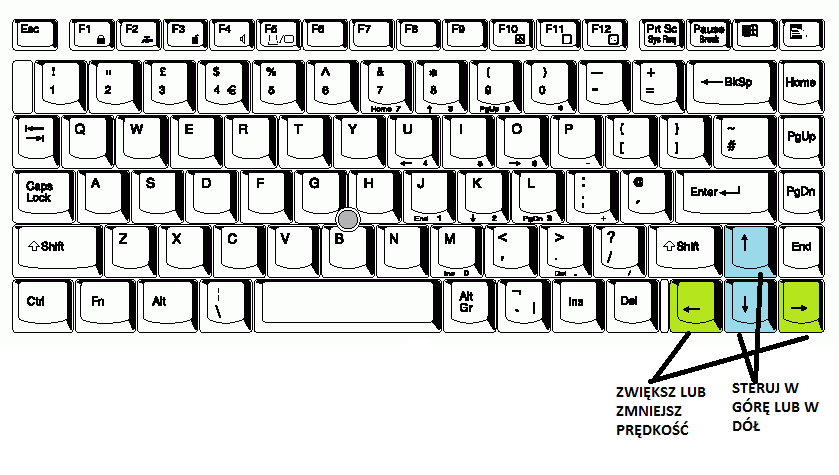 Esc F1 F2 F3 F4 F5 F6 F7 F8 F9 F10 F11 F12 Prt Sc Sys Req Pause Break
! 1 " 2 £ 3 $ 4 € % 5 ^ 6 & 7 Home 7 * 8 ↑ 8 ( 9 PgUp 9 ) 0 * — - + = ←BkSp Home
Q W E R T Y U ← 4 I 5 O → 6 P - { [ } ] ~ # PgUp
Caps Lock A S D F G H J End 1 K ↓ 2 L PgDn 3 : ; + @ ' Enter PgDn
⇧Shift Z X C V B N M Ins 0 < , > . Del . ? / / ⇧Shift ↑ End
Ctrl Fn Alt ¦ \ Alt Gr ¬ ` | Ins Del ← ↓ →
ZWIĘKSZ LUB
ZMNIEJSZ
PRĘDKOŚĆ
STERUJ W
GÓRĘ LUB W
DÓŁ